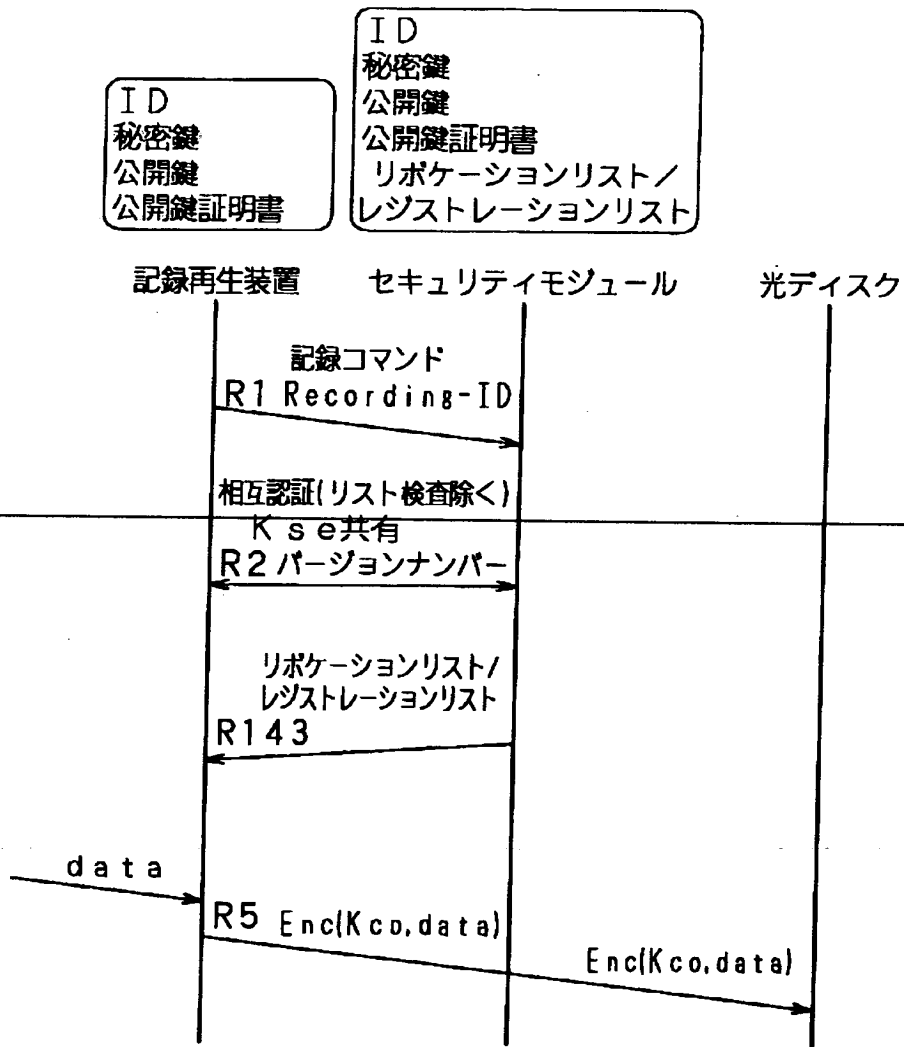 ID
秘密鍵
公開鍵
公開鍵証明書
ID
秘密鍵
公開鍵
公開鍵証明書
リボケーションリスト/
レジストレーションリスト
記録再生装置
セキュリティモジュール
光ディスク
記録コマンド
R1 Recording-ID
相互認証(リスト検査除く)
Kse共有
R2 バージョンナンバー
リボケーションリスト/
レジストレーションリスト
R143
data
R5 Enc(Kco,data)
Enc(Kco,data)